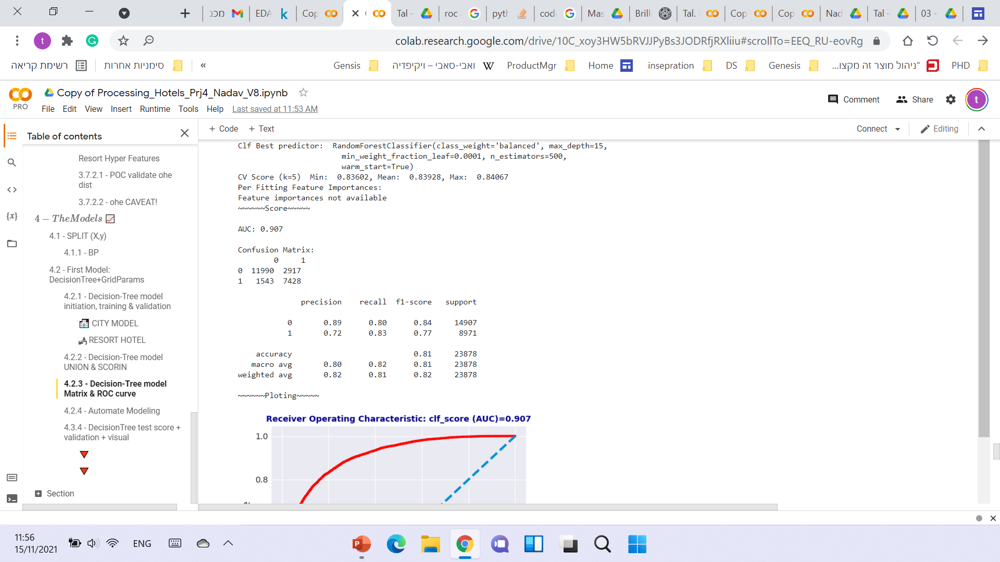 מכב
EDA
Cop
Tal -
roc
pyth
cod
Mas
Brill
Tal.
Cop
Cop
Nad
Tal -
03 -
t
colab.research.google.com/drive/10C_xoy3HW5bRVJJPyBs3JODRfjRXliiu#scrollTo=EEQ_RU-eovRg
רשימת קריאה
סימניות אחרות
«
Gensis
ואבי-סאבי – ויקיפדיה
W
ProductMgr
Home
insepration
DS
Genesis
"ניהול מוצר זה מקצו...
PHD
CO
PRO
Copy of Processing_Hotels_Prj4_Nadav_V8.ipynb
File Edit View Insert Runtime Tools Help Last saved at 11:53 AM
Comment
Share
t
Table of contents
+ Code + Text
Connect
Editing
Resort Hyper Features
3.7.2.1 - POC validate ohe
dist
3.7.2.2 - ohe CAVEAT!
4 – TheModels
4.1 - SPLIT (X,y)
4.1.1 - BP
4.2 - First Model:
DecisionTree+GridParams
4.2.1 - Decision-Tree model
initiation, training & validation
CITY MODEL
RESORT HOTEL
4.2.2 - Decision-Tree model
UNION & SCORIN
4.2.3 - Decision-Tree model
Matrix & ROC curve
4.2.4 - Automate Modeling
4.3.4 - DecisionTree test score +
validation + visual
Section
{x}
Clf Best predictor: RandomForestClassifier(class_weight='balanced', max_depth=15,
min_weight_fraction_leaf=0.0001, n_estimators=500,
warm_start=True)
CV Score (k=5) Min: 0.83602, Mean: 0.83928, Max: 0.84067
Per Fitting Feature Importances:
Feature importances not available
~~~~~~Score~~~~~
AUC: 0.907
Confusion Matrix:
0 1
0 11990 2917
1 1543 7428
precision recall f1-score support
0 0.89 0.80 0.84 14907
1 0.72 0.83 0.77 8971
accuracy 0.81 23878
macro avg 0.80 0.82 0.81 23878
weighted avg 0.82 0.81 0.82 23878
~~~~~~Ploting~~~~~
Receiver Operating Characteristic: clf_score (AUC)=0.907
1.0
0.8
11:56
15/11/2021
ENG
P